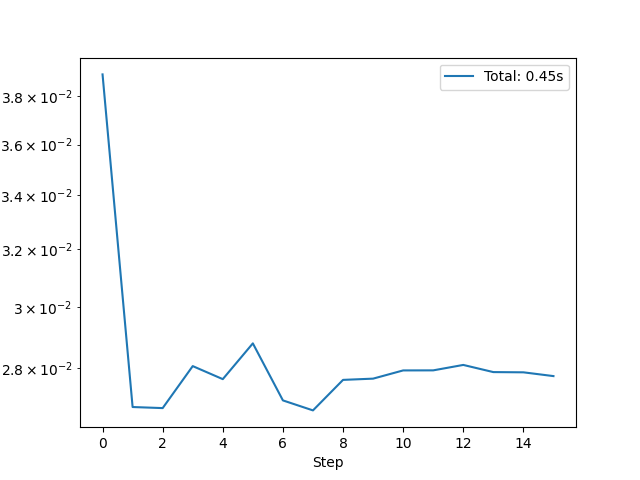 Total: 0.45s
3.8 × 10⁻²
3.6 × 10⁻²
3.4 × 10⁻²
3.2 × 10⁻²
3 × 10⁻²
2.8 × 10⁻²
0 2 4 6 8 10 12 14
Step